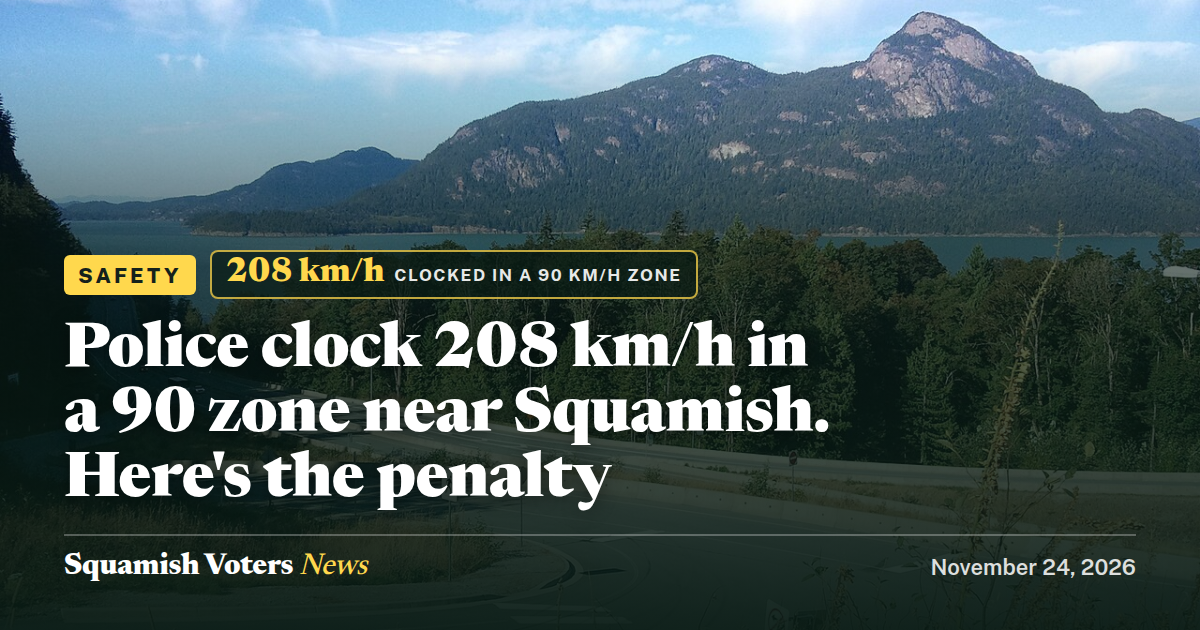 SAFETY
208 km/h CLOCKED IN A 90 KM/H ZONE
Police clock 208 km/h in
a 90 zone near Squamish.
Here's the penalty
Squamish Voters News
November 24, 2026